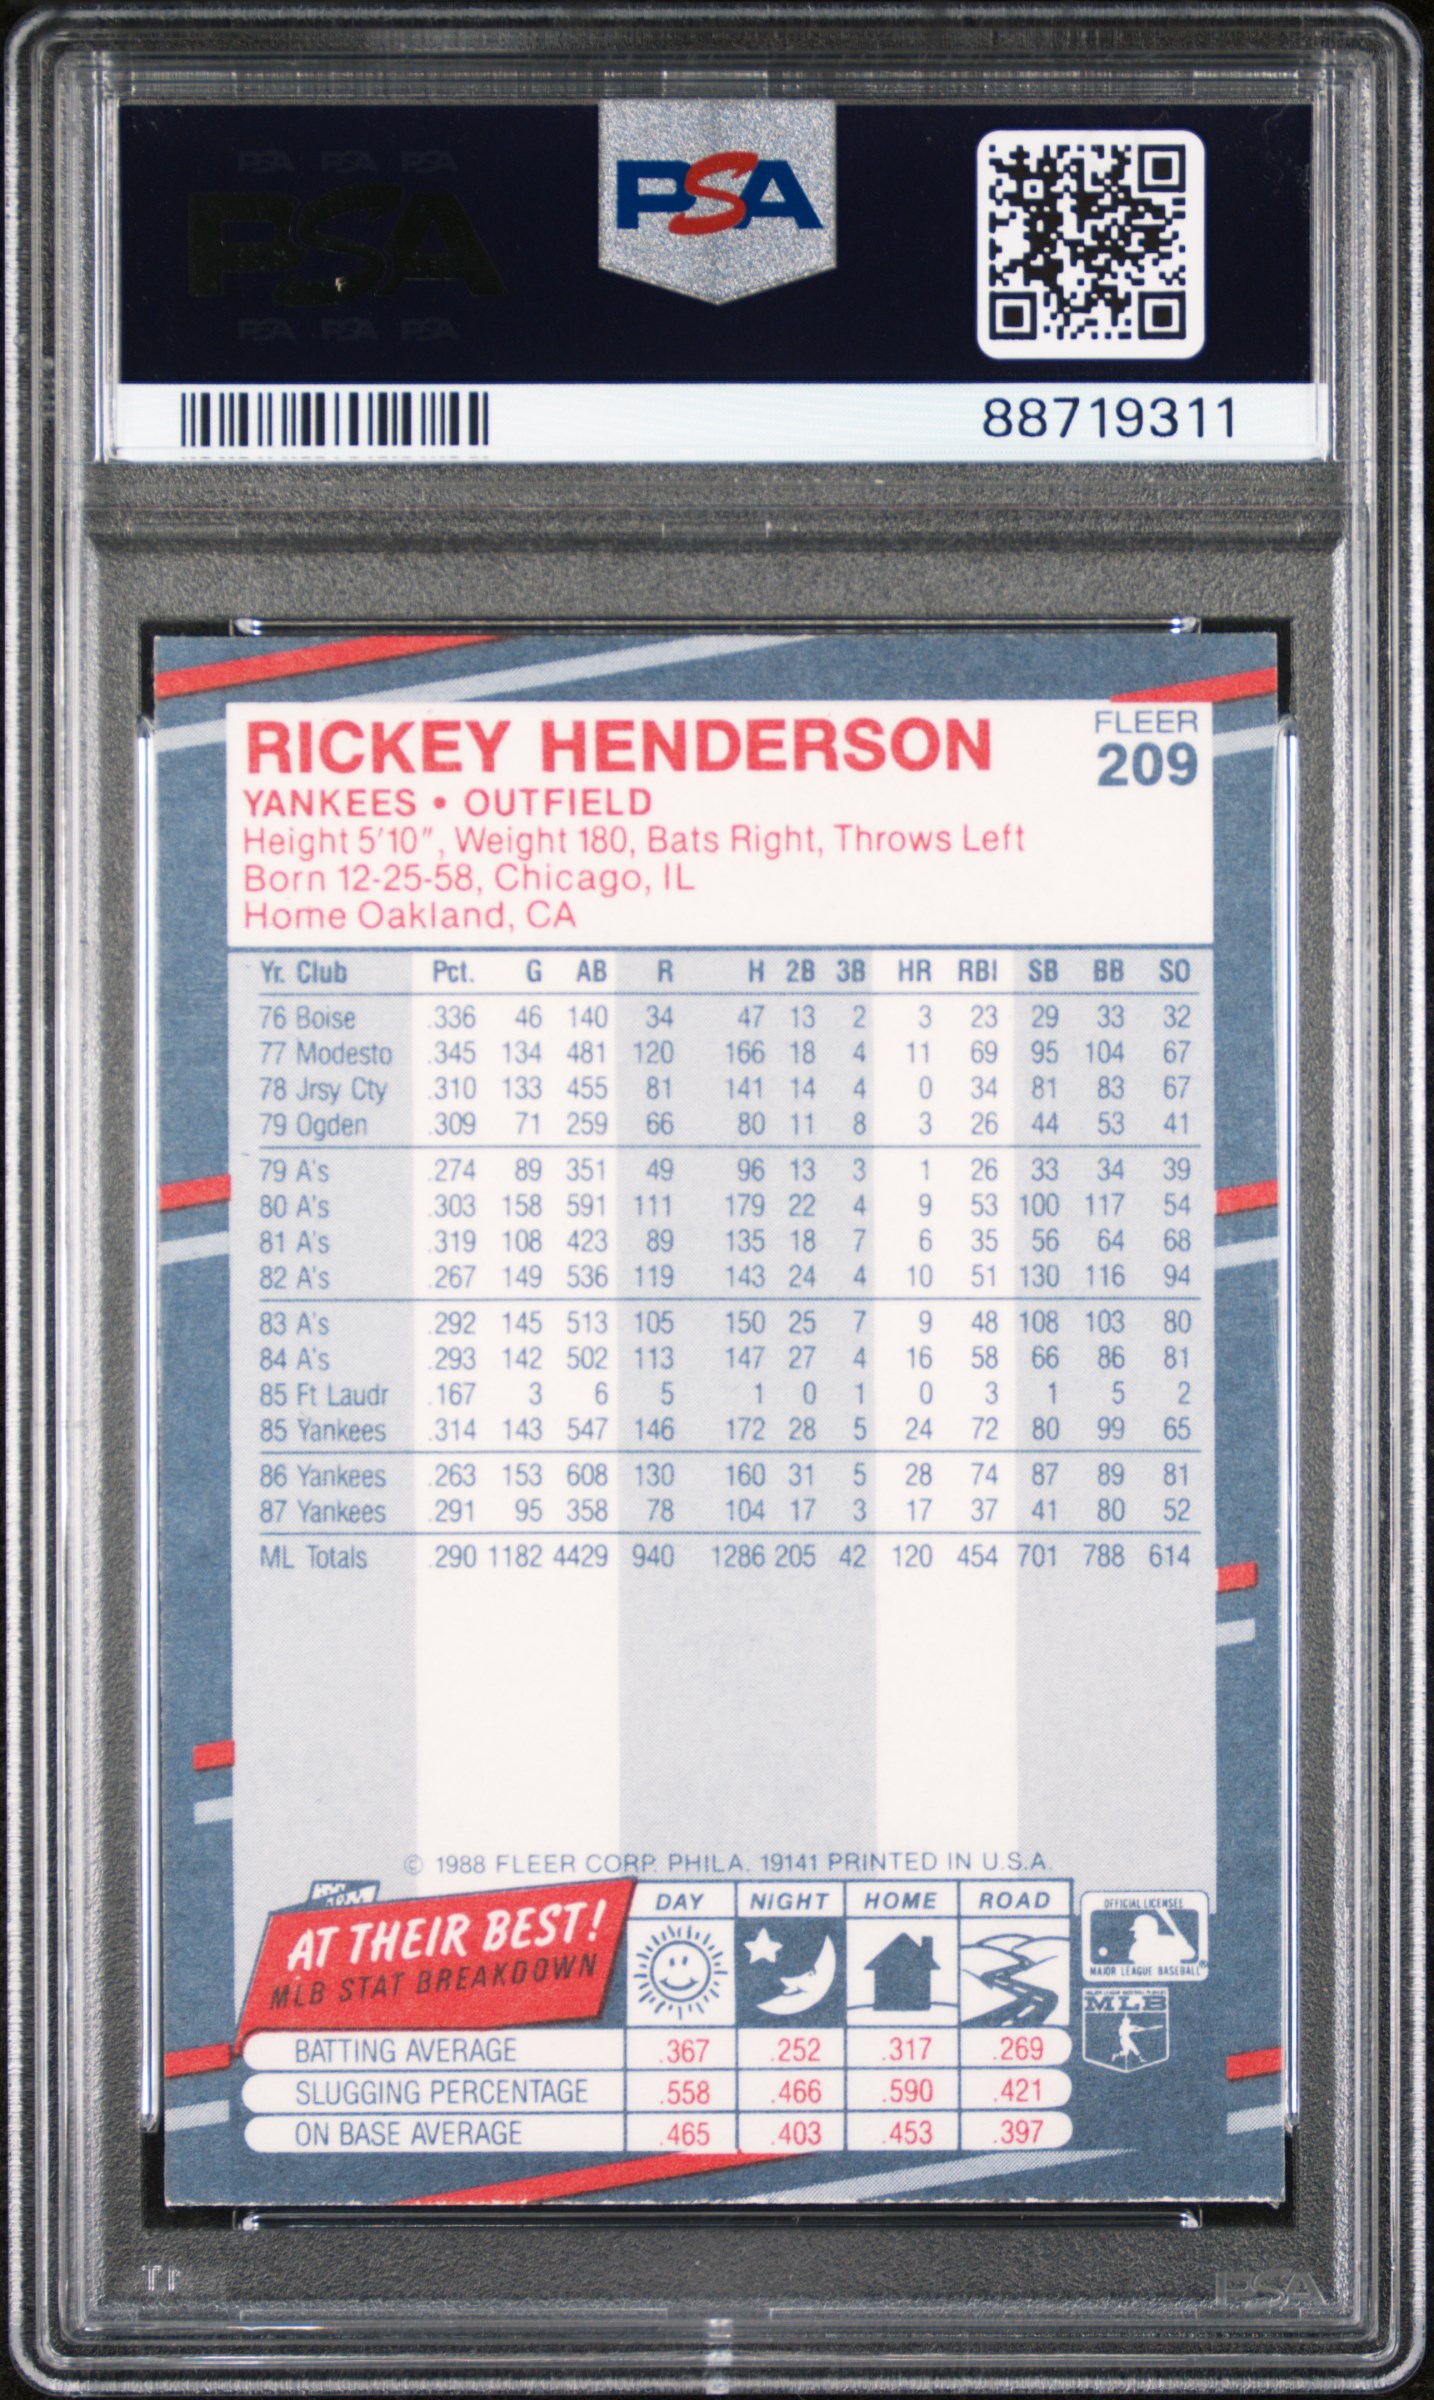 PSA PSA PSA
PSA
PSA PSA PSA
PSA
88719311
RICKEY HENDERSON
FLEER
209
YANKEES • OUTFIELD
Height 5'10", Weight 180, Bats Right, Throws Left
Born 12-25-58, Chicago, IL
Home Oakland, CA
Yr. Club Pct. G AB R H 2B 3B HR RBI SB BB SO
76 Boise .336 46 140 34 47 13 2 3 23 29 33 32
77 Modesto .345 134 481 120 166 18 4 11 69 95 104 67
78 Jrsy Cty .310 133 455 81 141 14 4 0 34 81 83 67
79 Ogden .309 71 259 66 80 11 8 3 26 44 53 41
79 A's .274 89 351 49 96 13 3 1 26 33 34 39
80 A's .303 158 591 111 179 22 4 9 53 100 117 54
81 A's .319 108 423 89 135 18 7 6 35 56 64 68
82 A's .267 149 536 119 143 24 4 10 51 130 116 94
83 A's .292 145 513 105 150 25 7 9 48 108 103 80
84 A's .293 142 502 113 147 27 4 16 58 66 86 81
85 Ft Laudr .167 3 6 5 1 0 1 0 3 1 5 2
85 Yankees .314 143 547 146 172 28 5 24 72 80 99 65
86 Yankees .263 153 608 130 160 31 5 28 74 87 89 81
87 Yankees .291 95 358 78 104 17 3 17 37 41 80 52
ML Totals .290 1182 4429 940 1286 205 42 120 454 701 788 614
© 1988 FLEER CORP. PHILA. 19141 PRINTED IN U.S.A.
AT THEIR BEST!
MLB STAT BREAKDOWN
DAY NIGHT HOME ROAD
OFFICIAL LICENSEE
MAJOR LEAGUE BASEBALL®
MLB
BATTING AVERAGE .367 .252 .317 .269
SLUGGING PERCENTAGE .558 .466 .590 .421
ON BASE AVERAGE .465 .403 .453 .397
PSA